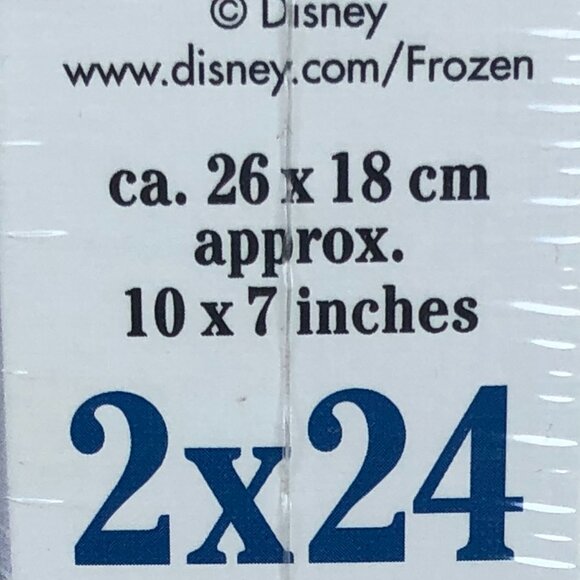 © Disney
www.disney.com/Frozen
ca. 26 x 18 cm
approx.
10 x 7 inches
2x24